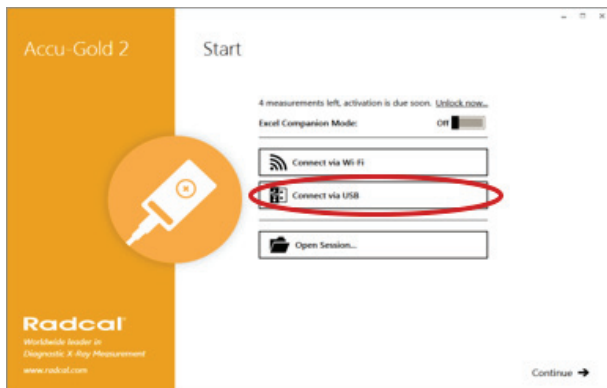 Accu-Gold 2
Start
4 measurements left, activation is due soon. Unlock now...
Excel Companion Mode: Off
Connect via Wi-Fi
Connect via USB
Open Session...
Radcal
Worldwide leader in
Diagnostic X-Ray Measurement
www.radcal.com
Continue